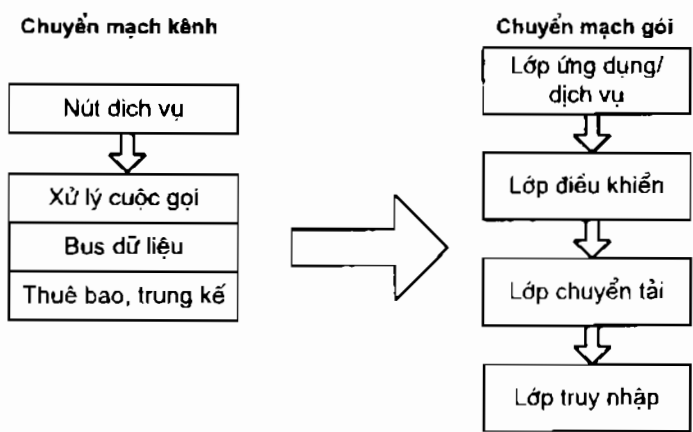 Chuyển mạch kênh
Nút dịch vụ
Xử lý cuộc gọi
Bus dữ liệu
Thuê bao, trung kế
Chuyển mạch gói
Lớp ứng dụng/
dịch vụ
Lớp điều khiển
Lớp chuyển tải
Lớp truy nhập